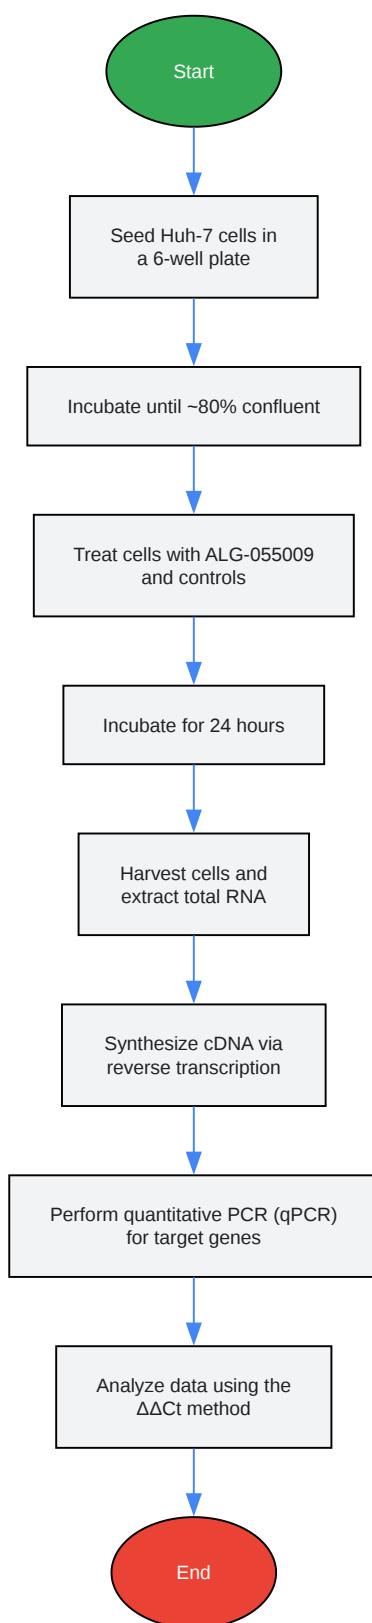 Start
Seed Huh-7 cells in
a 6-well plate
Incubate until ~80% confluent
Treat cells with ALG-055009
and controls
Incubate for 24 hours
Harvest cells and
extract total RNA
Synthesize cDNA via
reverse transcription
Perform quantitative PCR (qPCR)
for target genes
Analyze data using the
ΔΔCt method
End